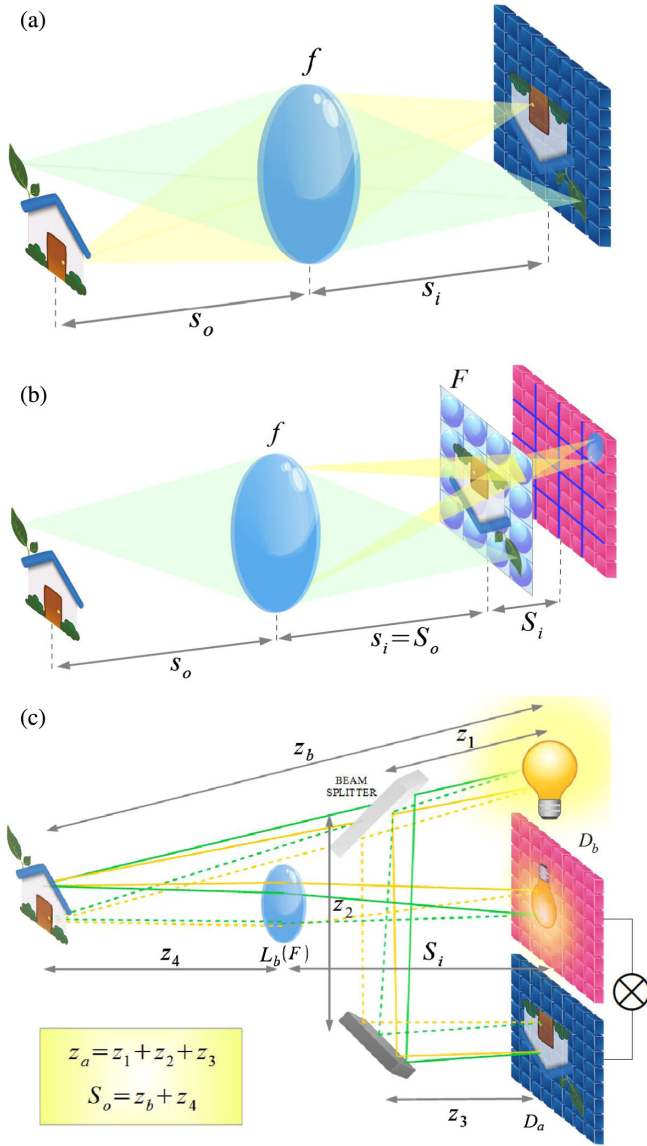 (a)
f
s_o
s_i
(b)
F
f
S_i
s_i=S_o
s_o
(c)
z_b
z_1
BEAM
SPLITTER
D_b
z_2
z_4
L_b(F)
S_i
z_a=z_1+z_2+z_3
S_o=z_b+z_4
z_3
D_a